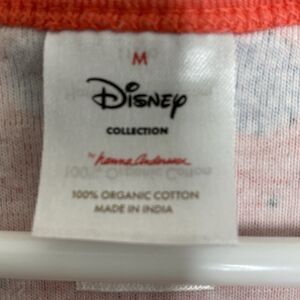 M
Disney
COLLECTION
by hanna andersson
100% ORGANIC COTTON
MADE IN INDIA